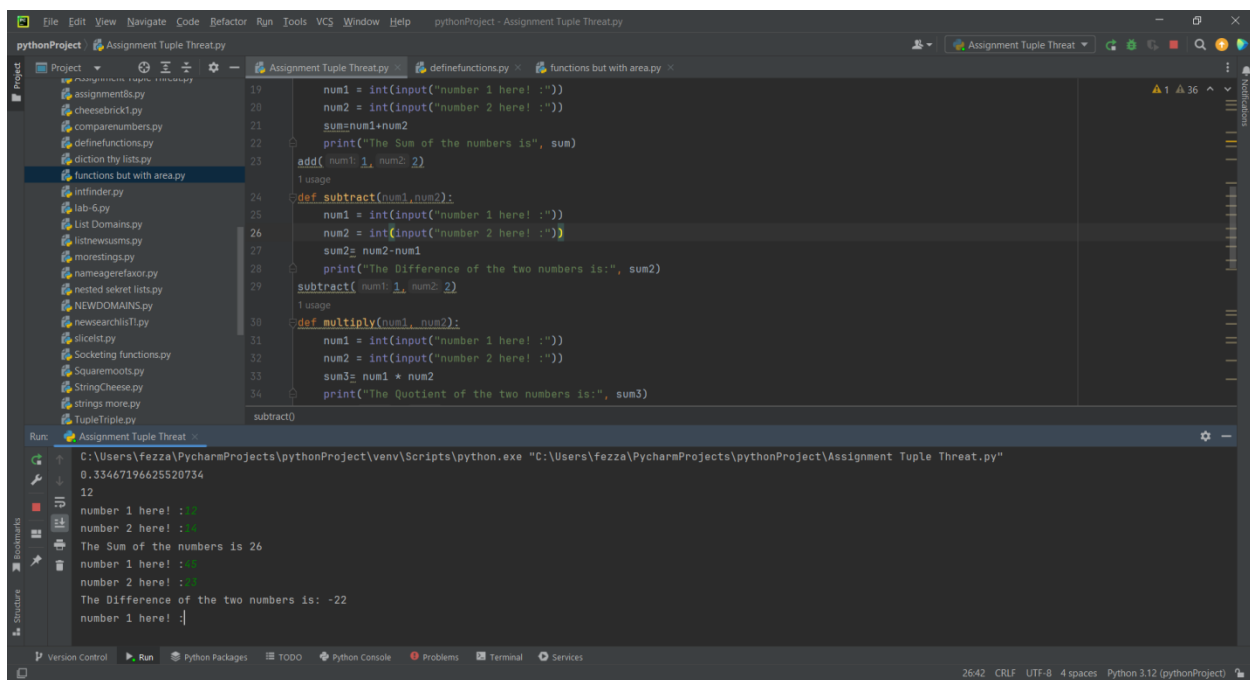 File Edit View Navigate Code Refactor Run Tools VCS Window Help pythonProject - Assignment Tuple Threat.py
pythonProject Assignment Tuple Threat.py Assignment Tuple Threat
Project
Project
Assignment Tuple Threat.py definefunctions.py functions but with area.py
Notifications
assignment8s.py
cheesebrick1.py
comparenumbers.py
definefunctions.py
diction thy lists.py
functions but with area.py
intfinder.py
lab-6.py
List Domains.py
listnewsusms.py
morestings.py
nameagerefaxor.py
nested sekret lists.py
NEWDOMAINS.py
newsearchlisT!.py
slicelst.py
Socketing functions.py
Squaremoots.py
StringCheese.py
strings more.py
TupleTriple.py
1 36
19 num1 = int(input("number 1 here! :"))
20 num2 = int(input("number 2 here! :"))
21 sum=num1+num2
22 print("The Sum of the numbers is", sum)
23 add( num1: 1, num2: 2)
1 usage
24 def subtract(num1,num2):
25 num1 = int(input("number 1 here! :"))
26 num2 = int(input("number 2 here! :"))
27 sum2= num2-num1
28 print("The Difference of the two numbers is:", sum2)
29 subtract( num1: 1, num2: 2)
1 usage
30 def multiply(num1, num2):
31 num1 = int(input("number 1 here! :"))
32 num2 = int(input("number 2 here! :"))
33 sum3= num1 * num2
34 print("The Quotient of the two numbers is:", sum3)
subtract()
Run: Assignment Tuple Threat
C:\Users\fezza\PycharmProjects\pythonProject\venv\Scripts\python.exe "C:\Users\fezza\PycharmProjects\pythonProject\Assignment Tuple Threat.py"
0.33467196625520734
12
number 1 here! :12
number 2 here! :14
The Sum of the numbers is 26
number 1 here! :45
number 2 here! :23
The Difference of the two numbers is: -22
number 1 here! :
Bookmarks
Structure
Version Control Run Python Packages TODO Python Console Problems Terminal Services
26:42 CRLF UTF-8 4 spaces Python 3.12 (pythonProject)